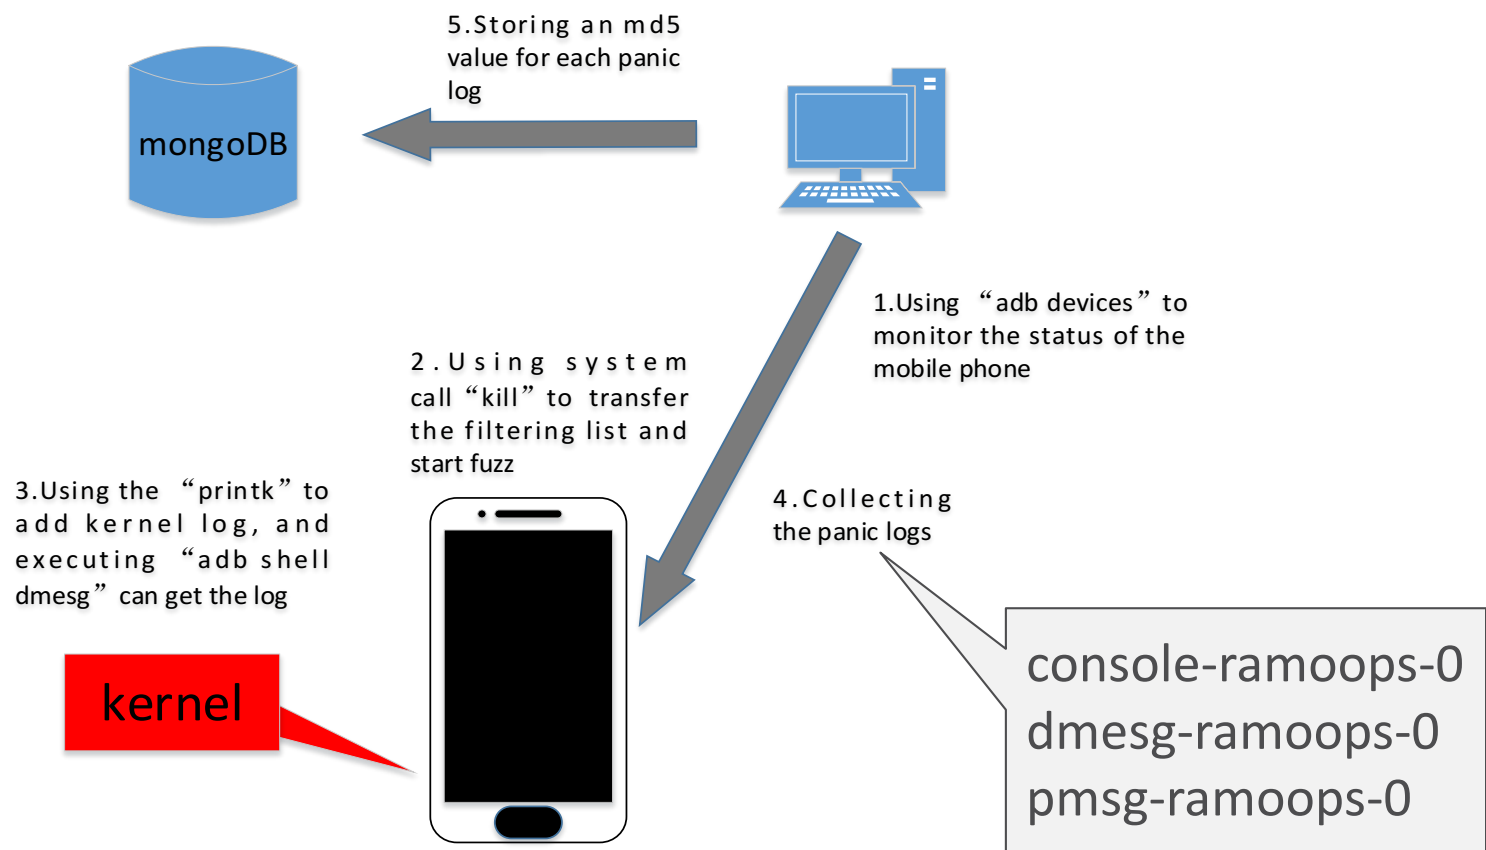 5.Storing an md5
value for each panic
log
mongoDB
1.Using “adb devices” to
monitor the status of the
mobile phone
2.Using system
call “kill” to transfer
the filtering list and
start fuzz
3.Using the “printk” to
add kernel log, and
executing “adb shell
dmesg” can get the log
4.Collecting
the panic logs
kernel
console-ramoops-0
dmesg-ramoops-0
pmsg-ramoops-0